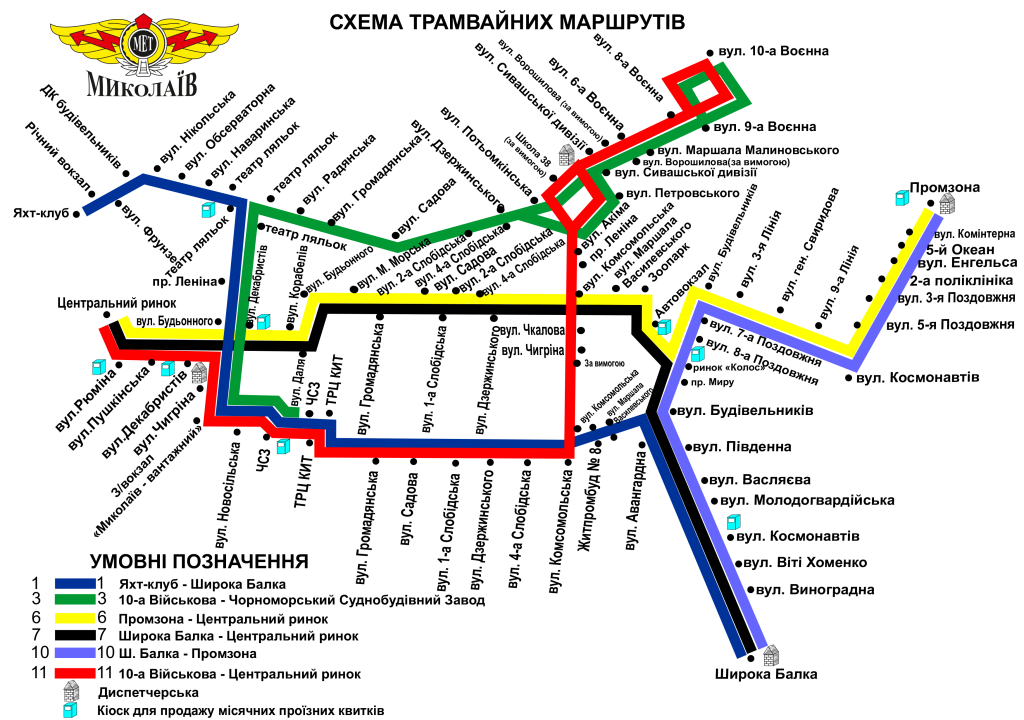 СХЕМА ТРАМВАЙНИХ МАРШРУТІВ
МЕТ
МИКОЛАЇВ
ДК будівельників
Річний вокзал
Яхт-клуб
вул. Нікольська
вул. Обсерваторна
вул. Наваринська
театр ляльок
вул. Фрунзе
театр ляльок
пр. Леніна
театр ляльок
вул. Радянська
вул. Громадянська
вул. Садова
вул. Дзержинського
вул. Потьомкінська
театр ляльок
вул. Декабристів
Школа 38
(за вимогою)
вул. Сивашської дивізії
вул. Ворошилова (за вимогою)
вул. 6-а Воєнна
вул. 8-а Воєнна
вул. 10-а Воєнна
вул. 9-а Воєнна
вул. Маршала Малиновського
вул. Ворошилова(за вимогою)
вул. Сивашської дивізії
вул. Петровського
вул. Акіма
пр. Леніна
вул. Комсомольська
вул. Маршала
Василевського
Зоопарк
Автовокзал
вул. Будівельників
вул. 3-я Лінія
вул. ген. Свиридова
вул. 9-а Лінія
Промзона
вул. Комінтерна
5-й Океан
вул. Енгельса
2-а поліклініка
вул. 3-я Поздовжня
вул. 5-я Поздовжня
вул. Космонавтів
Центральний ринок
вул. Будьонного
вул. Корабелів
вул. Будьонного
вул. М. Морська
вул. 2-а Слобідська
вул. 4-а Слобідська
вул. Садова
вул. 2-а Слобідська
вул. 4-а Слобідська
вул. Рюміна
вул.Пушкінська
вул.Декабристів
вул. Чигріна
З/вокзал
«Миколаїв - вантажний»
вул. Новосільська
ЧСЗ
ТРЦ КИТ
вул. Даля
ЧСЗ
ТРЦ КИТ
вул. Громадянська
вул. 1-а Слобідська
вул. Дзержинського
вул. Чкалова
вул. Чигріна
За вимогою
вул. Комсомольська
вул. Маршала
Василевського
вул. 7-а Поздовжня
вул. 8-а Поздовжня
ринок «Колос»
пр. Миру
вул. Будівельників
вул. Південна
вул. Васляєва
вул. Молодогвардійська
вул. Космонавтів
вул. Віті Хоменко
вул. Виноградна
Широка Балка
вул. Громадянська
вул. Садова
вул. 1-а Слобідська
вул. Дзержинського
вул. 4-а Слобідська
вул. Комсомольська
Житпромбуд № 8
вул. Авангардна
УМОВНІ ПОЗНАЧЕННЯ
1 1 Яхт-клуб - Широка Балка
3 3 10-а Військова - Чорноморський Суднобудівний Завод
6 6 Промзона - Центральний ринок
7 7 Широка Балка - Центральний ринок
10 10 Ш. Балка - Промзона
11 11 10-а Військова - Центральний ринок
Диспетчерська
Кіоск для продажу місячних проїзних квитків